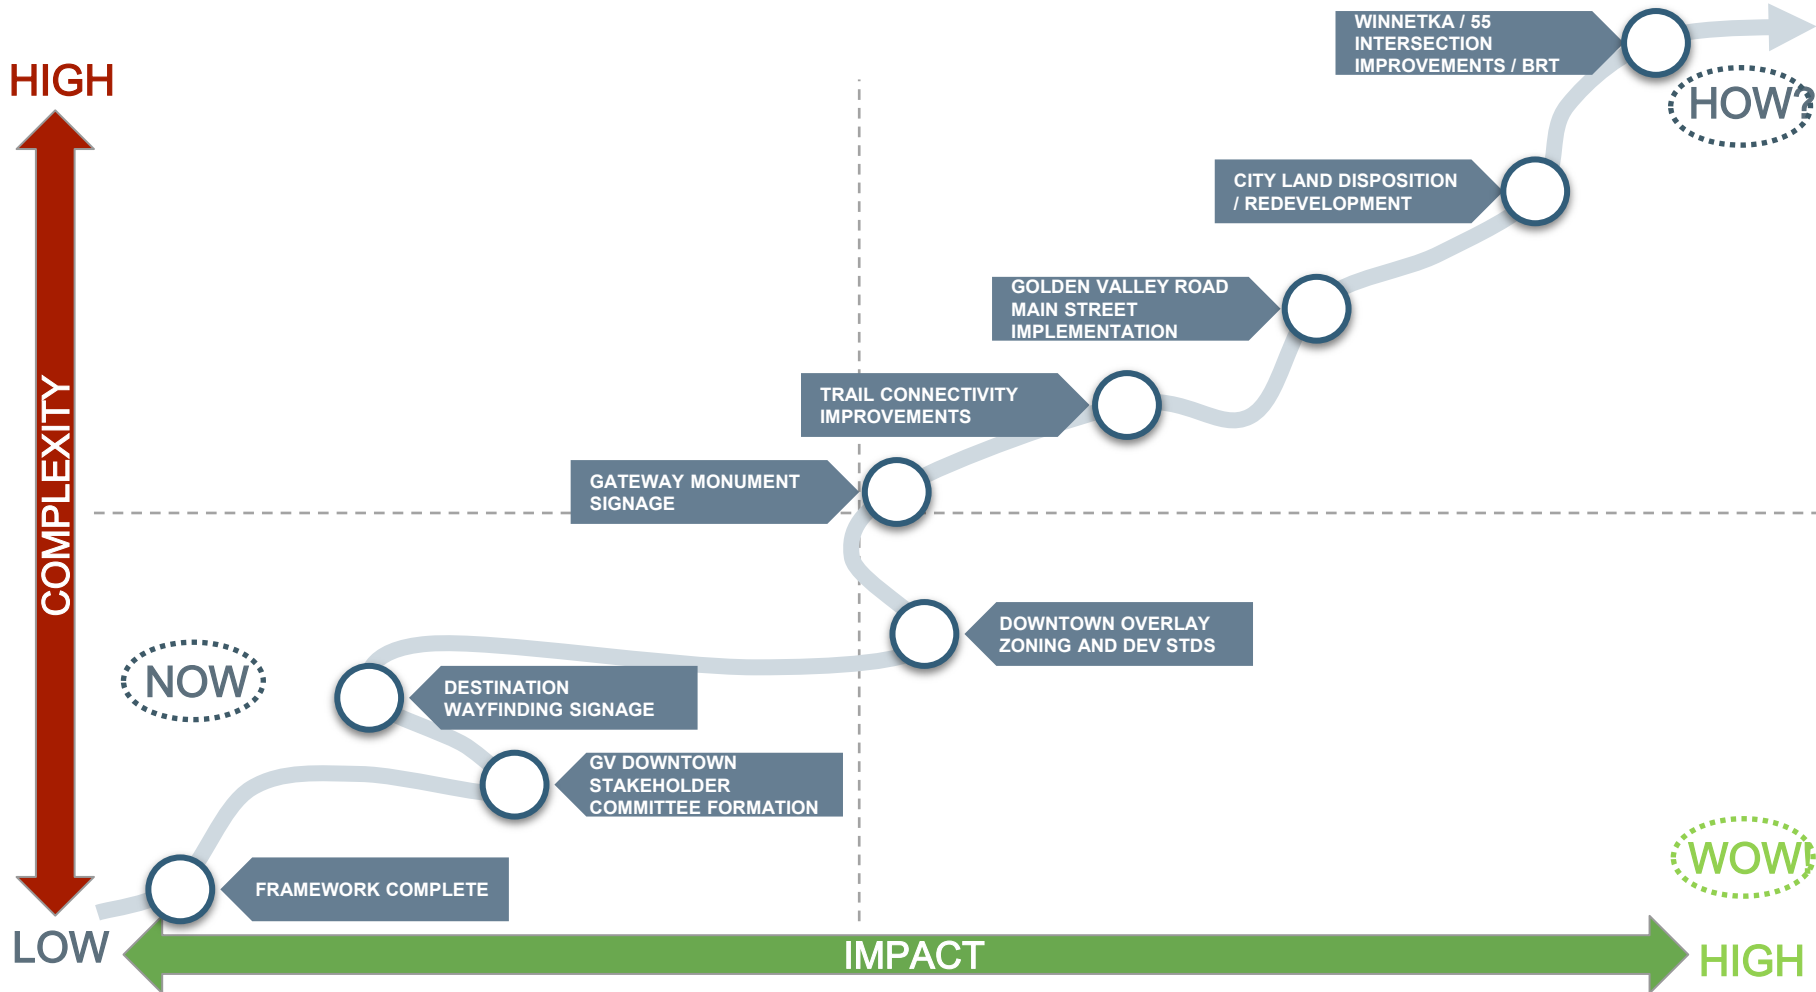 WINNETKA / 55
INTERSECTION
IMPROVEMENTS / BRT
HIGH
HOW?
CITY LAND DISPOSITION
/ REDEVELOPMENT
GOLDEN VALLEY ROAD
MAIN STREET
IMPLEMENTATION
TRAIL CONNECTIVITY
IMPROVEMENTS
GATEWAY MONUMENT
SIGNAGE
COMPLEXITY
DOWNTOWN OVERLAY
ZONING AND DEV STDS
NOW
DESTINATION
WAYFINDING SIGNAGE
GV DOWNTOWN
STAKEHOLDER
COMMITTEE FORMATION
WOW!
FRAMEWORK COMPLETE
LOW
IMPACT
HIGH